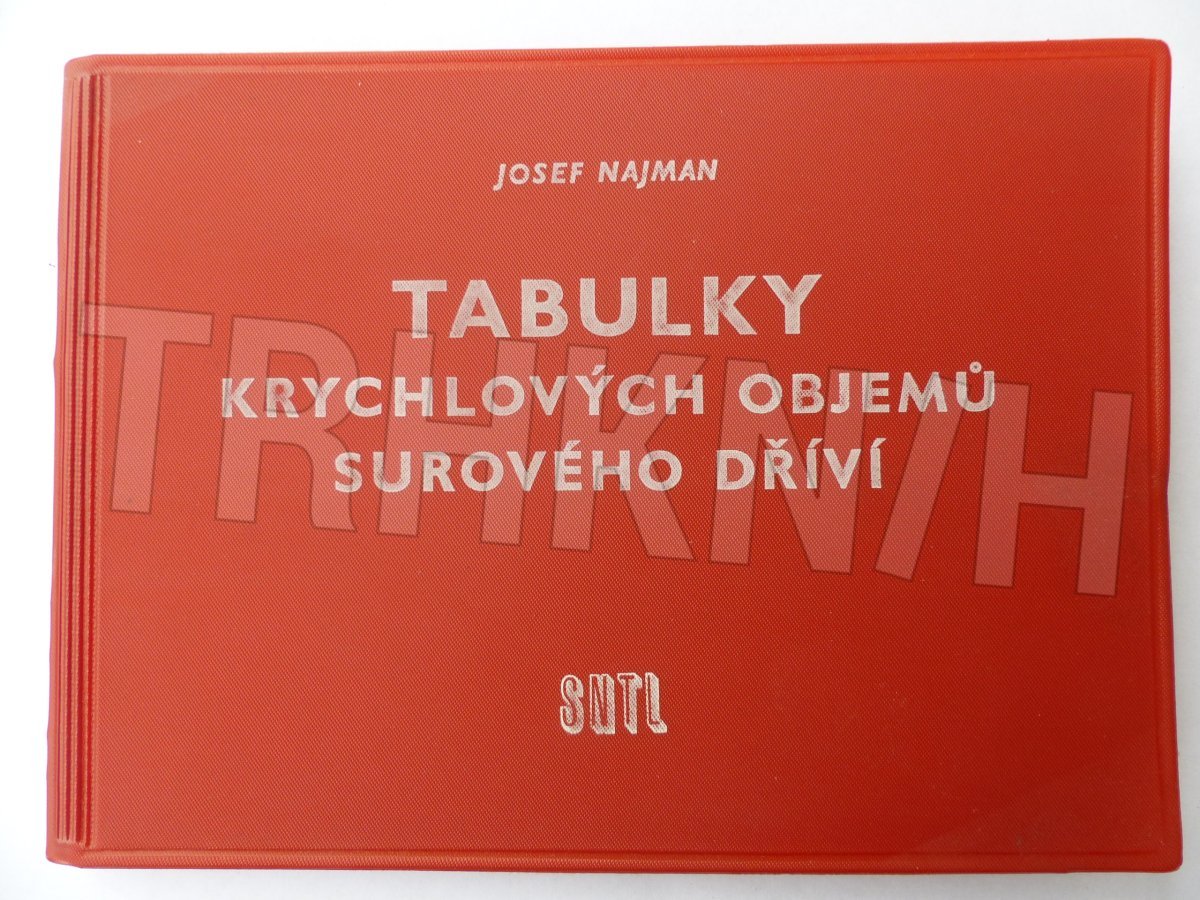 JOSEF NAJMAN
TABULKY
KRYCHLOVÝCH OBJEMŮ
SUROVÉHO DŘÍVÍ
TRHKNIH
SNTL